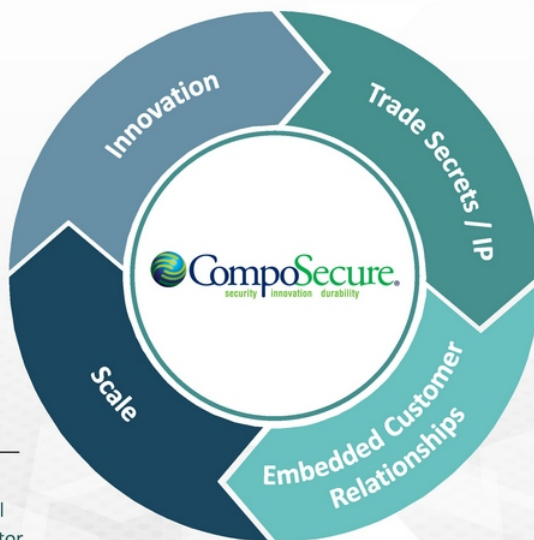 Innovation
Trade Secrets / IP
CompoSecure®
security innovation durability
Scale
Embedded Customer
Relationships